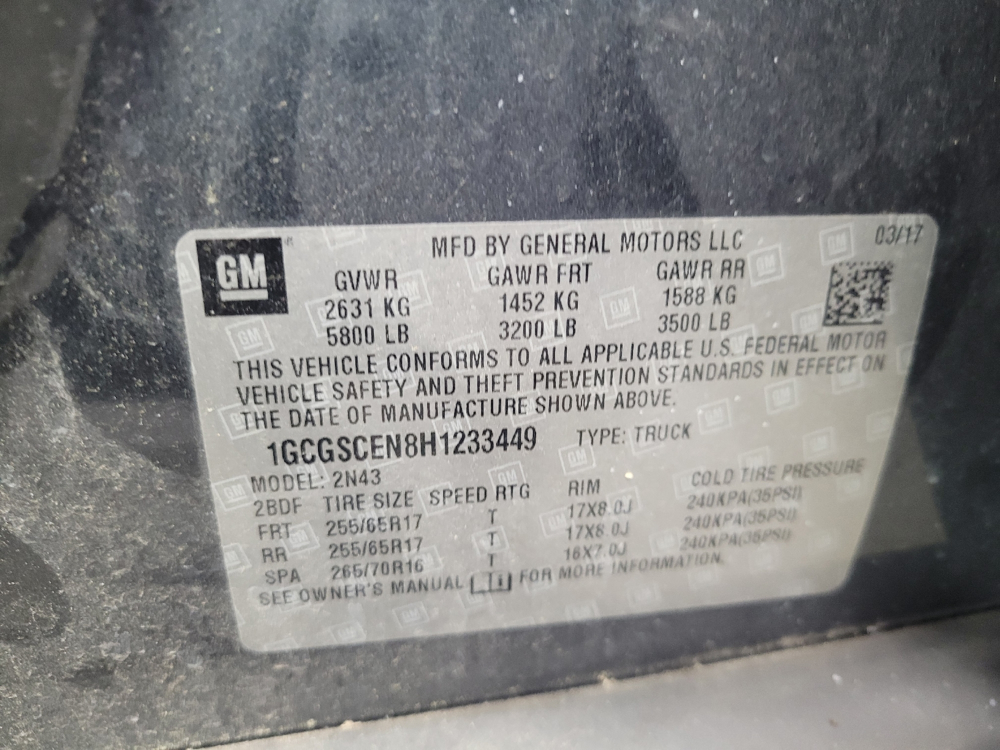 GM
MFD BY GENERAL MOTORS LLC
03/17
GVWR GAWR FRT GAWR RR
2631 KG 1452 KG 1588 KG
5800 LB 3200 LB 3500 LB
THIS VEHICLE CONFORMS TO ALL APPLICABLE U.S. FEDERAL MOTOR
VEHICLE SAFETY AND THEFT PREVENTION STANDARDS IN EFFECT ON
THE DATE OF MANUFACTURE SHOWN ABOVE.
1GCGSCEN8H1233449 TYPE: TRUCK
MODEL: 2N43
2BDF TIRE SIZE SPEED RTG RIM COLD TIRE PRESSURE
FRT 255/65R17 T 17X8.0J 240KPA(35PSI)
RR 255/65R17 T 17X8.0J 240KPA(35PSI)
SPA 265/70R16 T 16X7.0J 240KPA(35PSI)
SEE OWNER'S MANUAL FOR MORE INFORMATION.